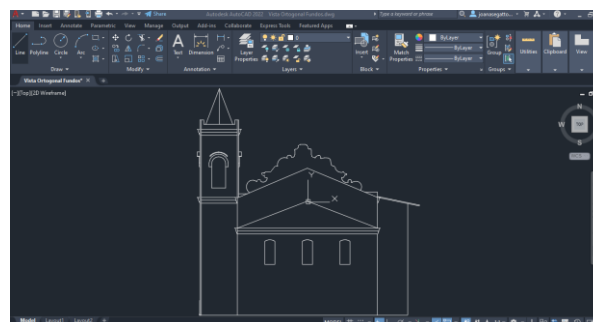 Share Autodesk AutoCAD 2022 Vista Ortogonal Fundos.dwg Type a keyword or phrase
Home Insert Annotate Parametric View Manage Output Add-ins Collaborate Express Tools Featured Apps
Line Polyline Circle Arc Text Dimension Layer Properties 0 Insert Match Properties ByLayer Group Utilities Clipboard View
ByLayer
ByLayer
Draw Modify Annotation Layers Block Properties Groups
Vista Ortogonal Fundos*
[-][Top][2D Wireframe]
N
W TOP
S
WCS
Y
X
Model Layout1 Layout2 + MODEL